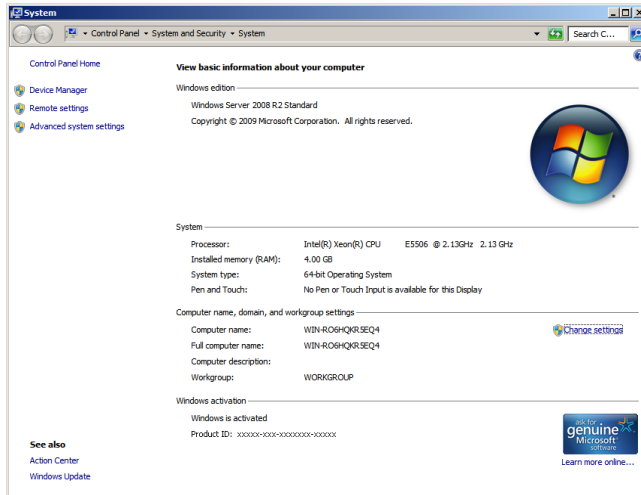 System
Control Panel System and Security System
Search C...
Control Panel Home
Device Manager
Remote settings
Advanced system settings
View basic information about your computer
Windows edition
Windows Server 2008 R2 Standard
Copyright © 2009 Microsoft Corporation. All rights reserved.
System
Processor: Intel(R) Xeon(R) CPU E5506 @ 2.13GHz 2.13 GHz
Installed memory (RAM): 4.00 GB
System type: 64-bit Operating System
Pen and Touch: No Pen or Touch Input is available for this Display
Computer name, domain, and workgroup settings
Computer name: WIN-RO6HQKR5EQ4
Change settings
Full computer name: WIN-RO6HQKR5EQ4
Computer description:
Workgroup: WORKGROUP
Windows activation
Windows is activated
Product ID: xxxxx-xxx-xxxxxxx-xxxxx
ask for
genuine
Microsoft
software
Learn more online...
See also
Action Center
Windows Update